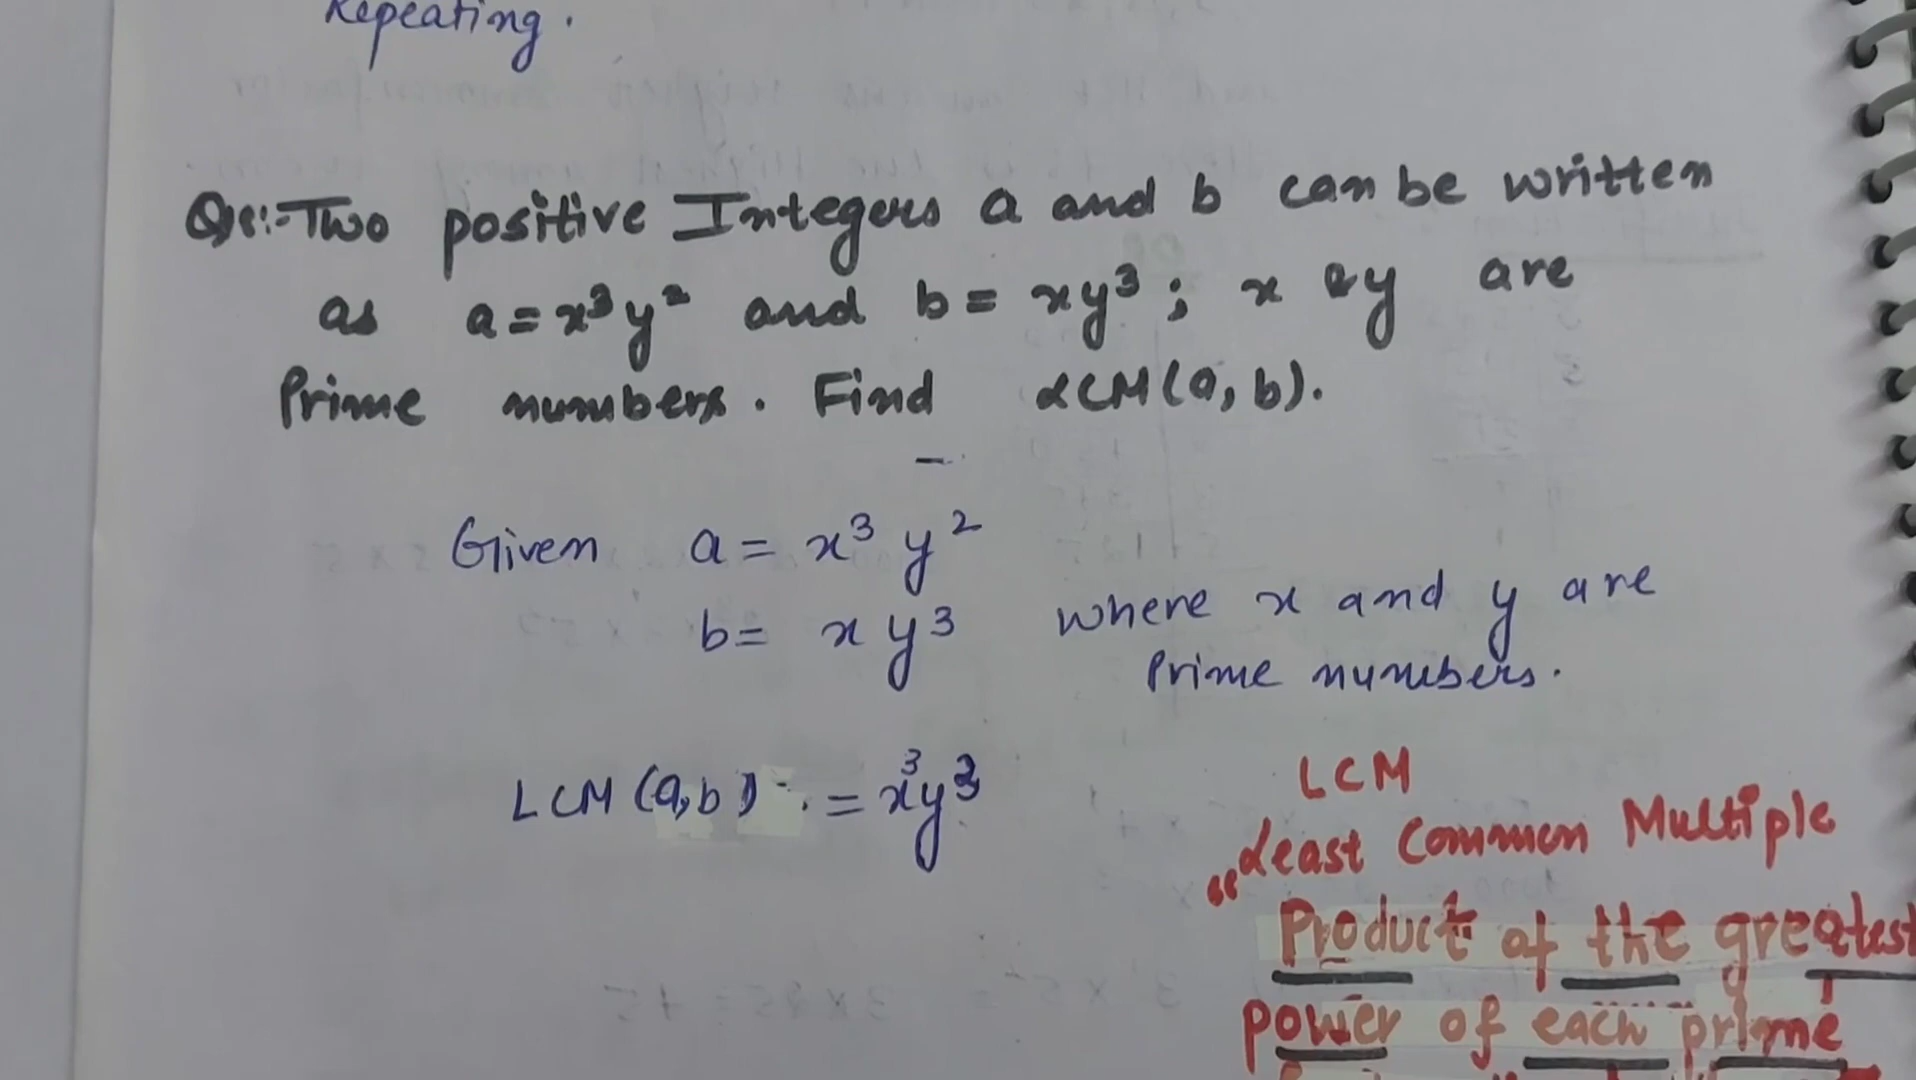 Repeating.
Que:- Two positive Integers a and b can be written
as a = x³y² and b = xy³; x & y are
Prime numbers. Find LCM(a, b).
Given a = x³ y²
b = x y³ where x and y are
Prime numbers.
LCM (a,b) = x³y³
LCM
"Least Common Multiple
Product of the greatest
power of each prime